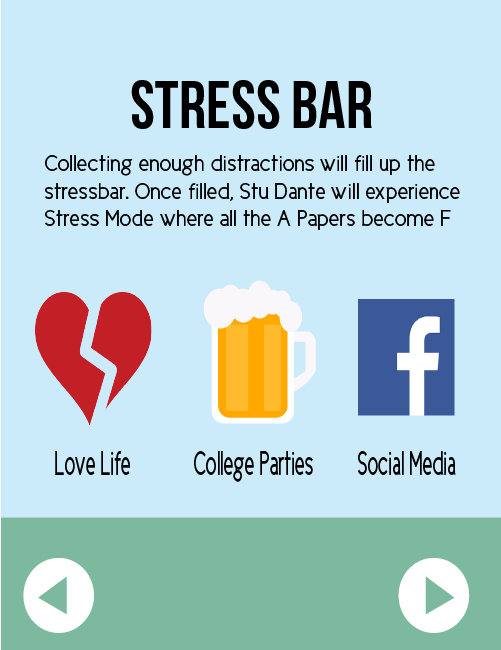 STRESS BAR
Collecting enough distractions will fill up the
stressbar. Once filled, Stu Dante will experience
Stress Mode where all the A Papers become F
f
Love Life
College Parties
Social Media